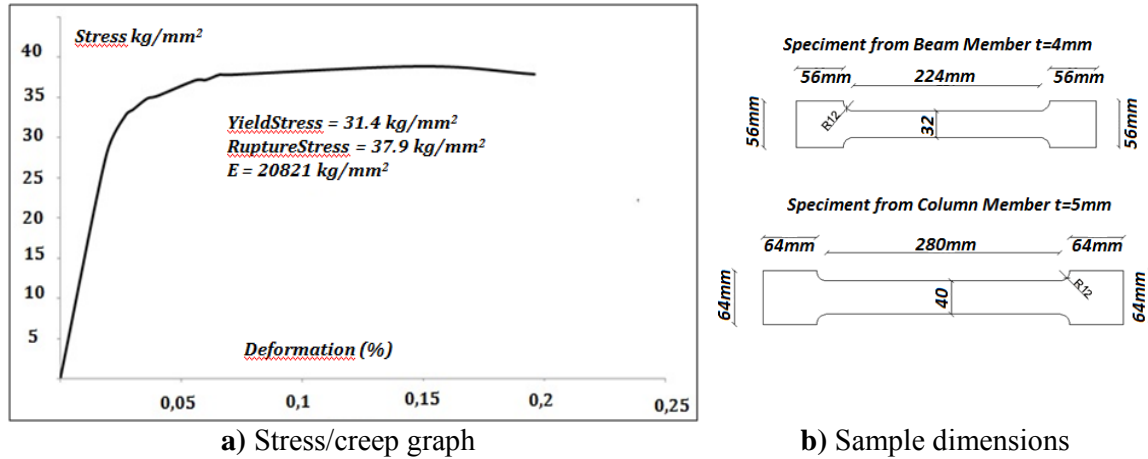 Stress kg/mm²
40
35
30
25
20
15
10
5
YieldStress = 31.4 kg/mm²
RuptureStress = 37.9 kg/mm²
E = 20821 kg/mm²
Deformation (%)
0,05
0,1
0,15
0,2
0,25
a) Stress/creep graph
Speciment from Beam Member t=4mm
56mm
224mm
56mm
56mm
R12
32
56mm
Speciment from Column Member t=5mm
64mm
280mm
64mm
64mm
40
R12
64mm
b) Sample dimensions